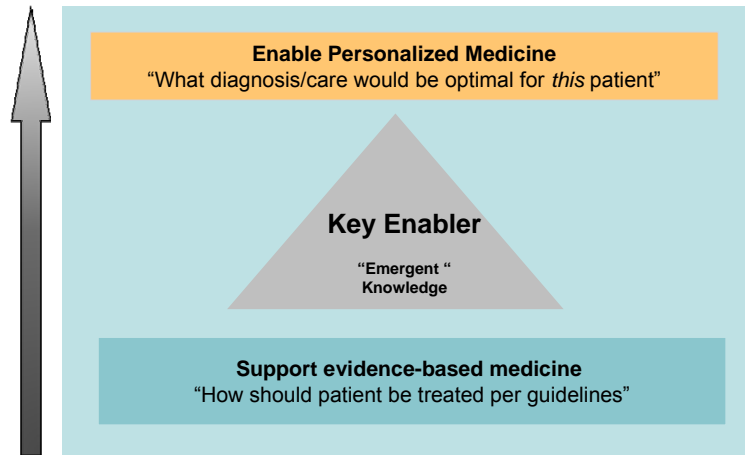 Enable Personalized Medicine
“What diagnosis/care would be optimal for this patient”
Key Enabler
“Emergent “
Knowledge
Support evidence-based medicine
“How should patient be treated per guidelines”